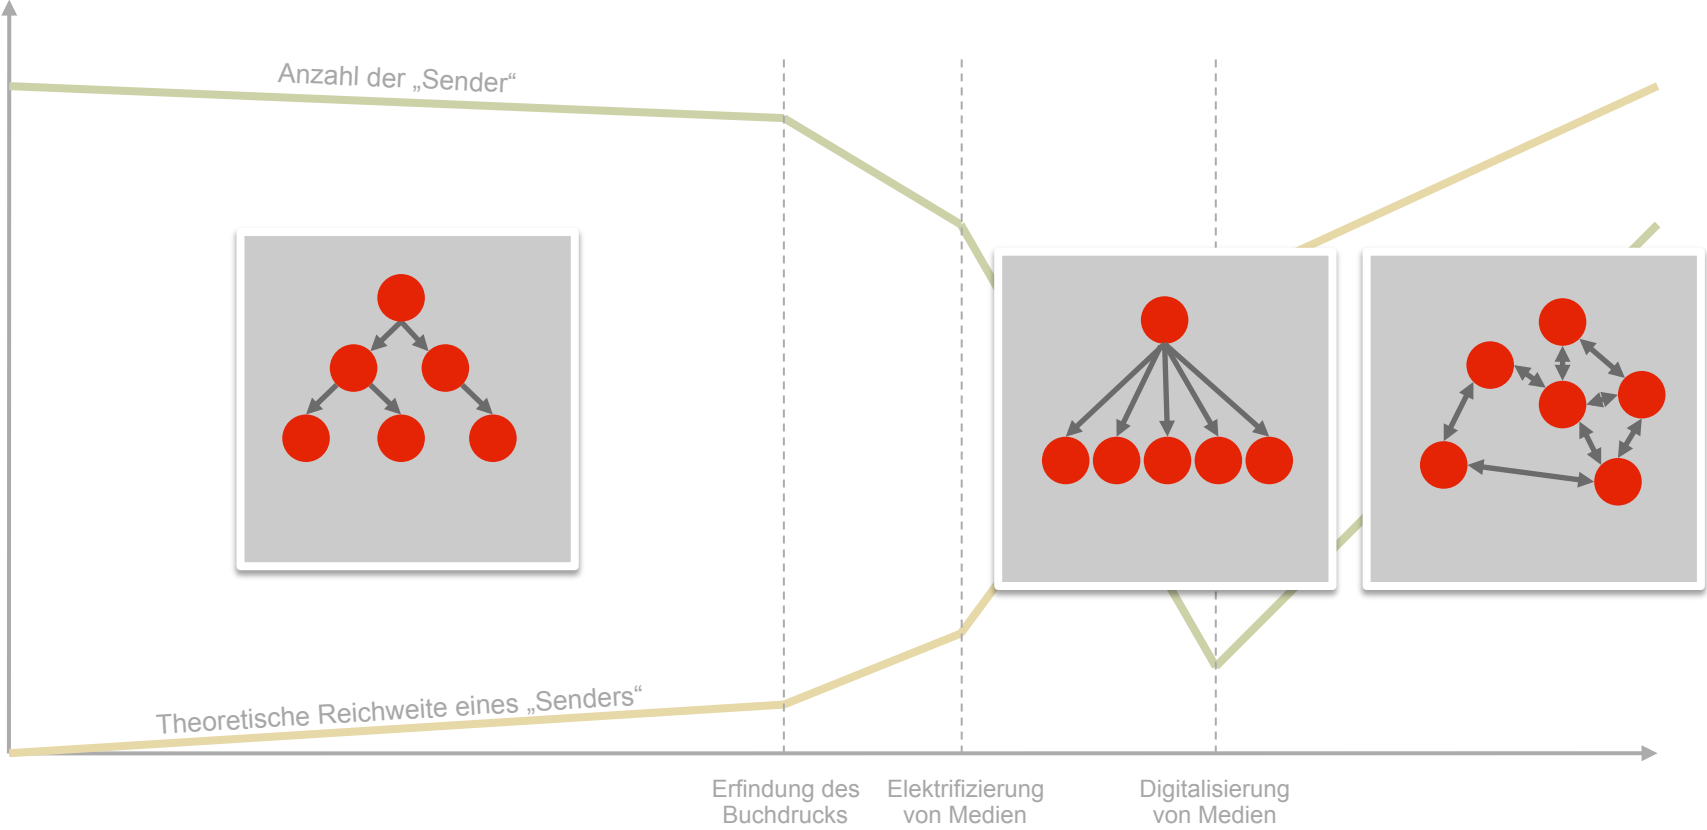 Anzahl der „Sender“
Theoretische Reichweite eines „Senders“
Erfindung des
Buchdrucks
Elektrifizierung
von Medien
Digitalisierung
von Medien